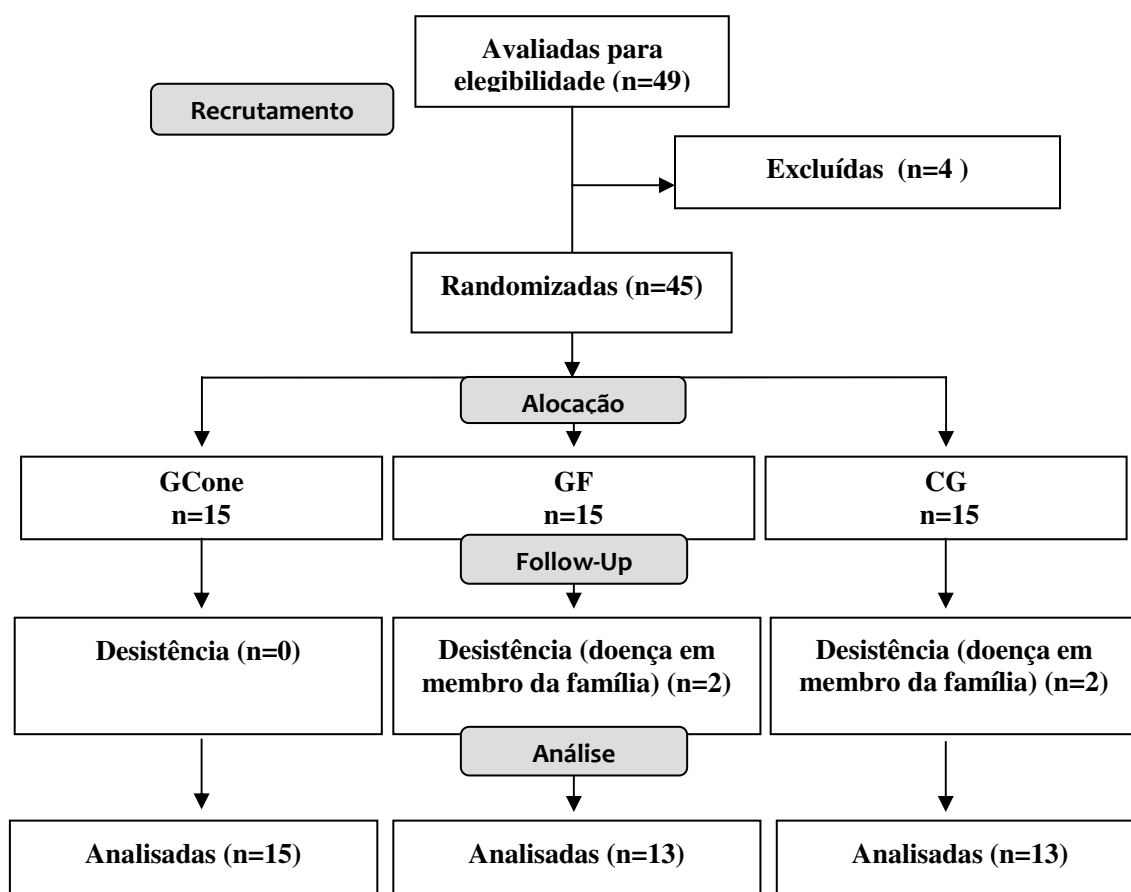 Avaliadas para
elegibilidade (n=49)
Recrutamento
Excluídas (n=4 )
Randomizadas (n=45)
Alocação
GCone
n=15
GF
n=15
CG
n=15
Follow-Up
Desistência (n=0)
Desistência (doença em
membro da família) (n=2)
Desistência (doença em
membro da família) (n=2)
Análise
Analisadas (n=15)
Analisadas (n=13)
Analisadas (n=13)